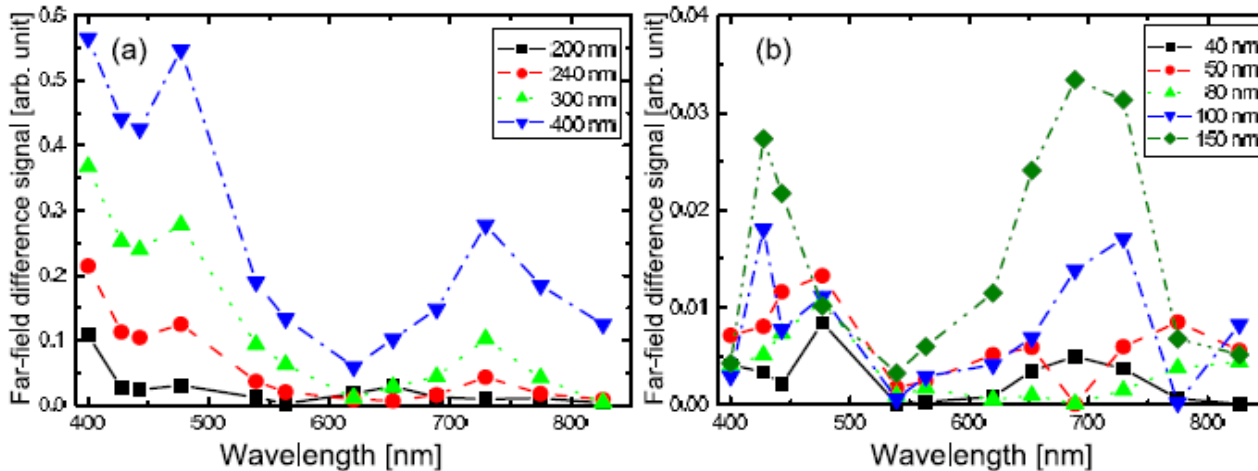 Far-field difference signal [arb. unit]
0.6
0.5
0.4
0.3
0.2
0.1
0.0
(a)
200 nm
240 nm
300 nm
400 nm
400
500
600
700
800
Wavelength [nm]
Far-field difference signal [arb. unit]
0.04
0.03
0.02
0.01
0.00
(b)
40 nm
50 nm
80 nm
100 nm
150 nm
400
500
600
700
800
Wavelength [nm]